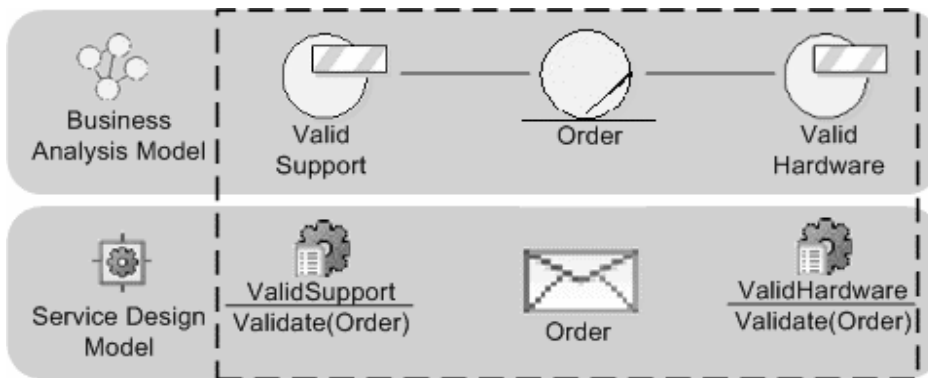 Business
Analysis Model
Valid
Support
Order
Valid
Hardware
Service Design
Model
ValidSupport
Validate(Order)
Order
ValidHardware
Validate(Order)